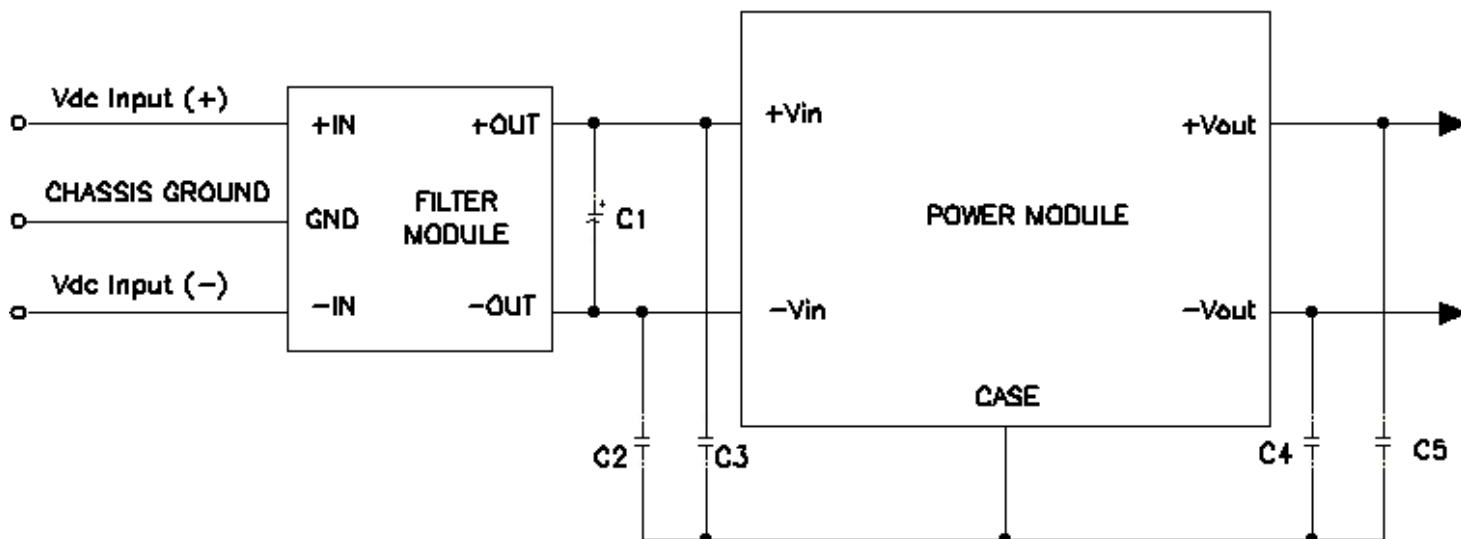 Vdc Input (+)
CHASSIS GROUND
Vdc Input (−)
+IN
GND
−IN
FILTER
MODULE
+OUT
−OUT
+
C1
C2
C3
+Vin
−Vin
POWER MODULE
CASE
+Vout
−Vout
C4
C5